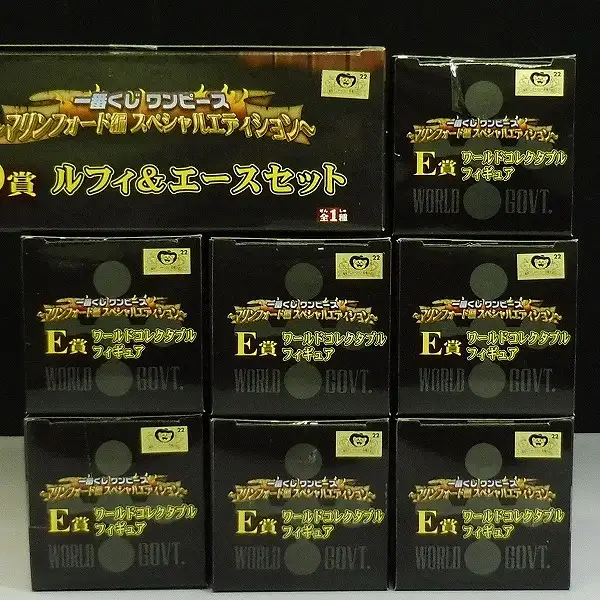 一番くじ ワンピース
〜マリンフォード編 スペシャルエディション〜
賞 ルフィ&エースセット
ぜん しゅ
全1種
22
一番くじ ワンピース
〜マリンフォード編 スペシャルエディション〜
E賞 ワールドコレクタブル
フィギュア
WORLD GOVT.
22
一番くじ ワンピース
〜マリンフォード編 スペシャルエディション〜
E賞 ワールドコレクタブル
フィギュア
WORLD GOVT.
22
一番くじ ワンピース
〜マリンフォード編 スペシャルエディション〜
E賞 ワールドコレクタブル
フィギュア
WORLD GOVT.
22
一番くじ ワンピース
〜マリンフォード編 スペシャルエディション〜
E賞 ワールドコレクタブル
フィギュア
WORLD GOVT.
22
一番くじ ワンピース
〜マリンフォード編 スペシャルエディション〜
E賞 ワールドコレクタブル
フィギュア
WORLD GOVT.
22
一番くじ ワンピース
〜マリンフォード編 スペシャルエディション〜
E賞 ワールドコレクタブル
フィギュア
WORLD GOVT.
22
一番くじ ワンピース
〜マリンフォード編 スペシャルエディション〜
E賞 ワールドコレクタブル
フィギュア
WORLD GOVT.
22